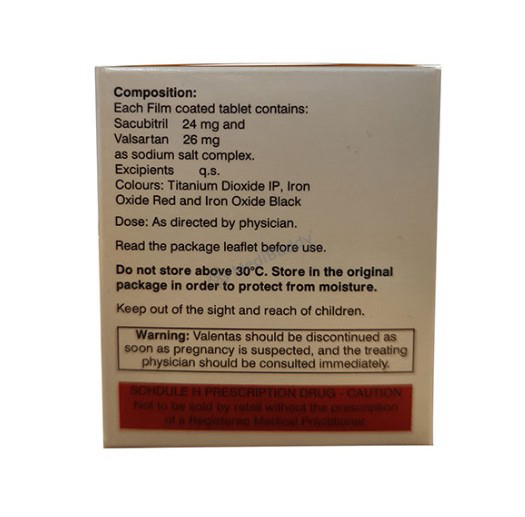 Composition:
Each Film coated tablet contains:
Sacubitril 24 mg and
Valsartan 26 mg
as sodium salt complex.
Excipients q.s.
Colours: Titanium Dioxide IP, Iron
Oxide Red and Iron Oxide Black
Dose: As directed by physician.
Read the package leaflet before use.
Do not store above 30°C. Store in the original
package in order to protect from moisture.
Keep out of the sight and reach of children.
Warning: Valentas should be discontinued as
soon as pregnancy is suspected, and the treating
physician should be consulted immediately.
SCHDULE H PRESCRIPTION DRUG - CAUTION
Not to be sold by retail without the prescription
of a Registered Medical Practitioner